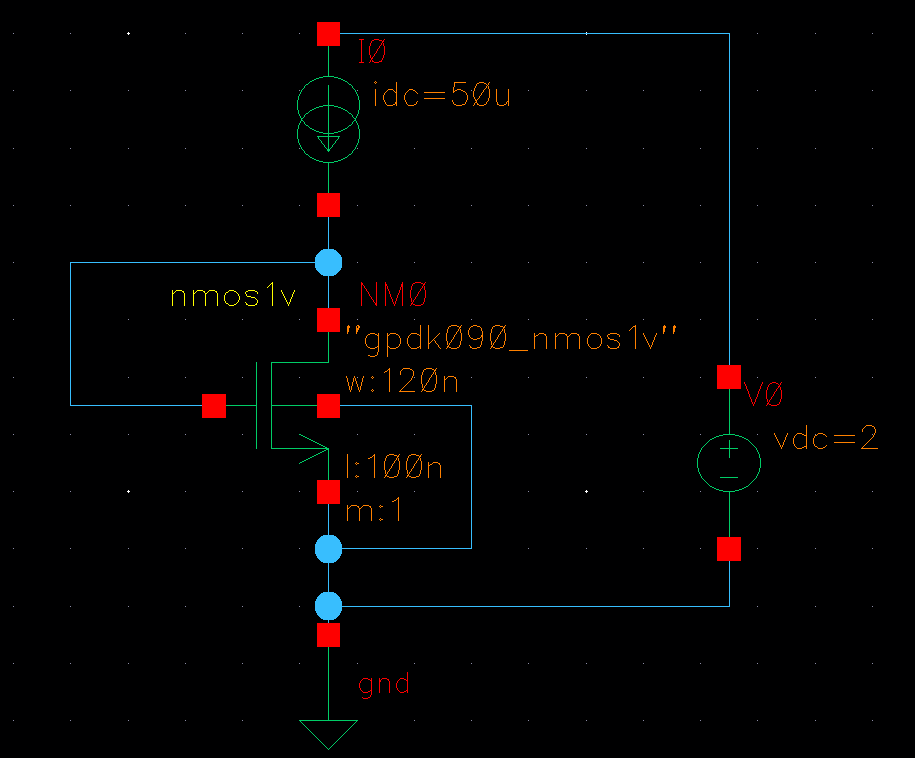 I0
idc=50u
nmos1v
NM0
"gpdk090_nmos1v"
w:120n
V0
vdc=2
l:100n
m:1
gnd